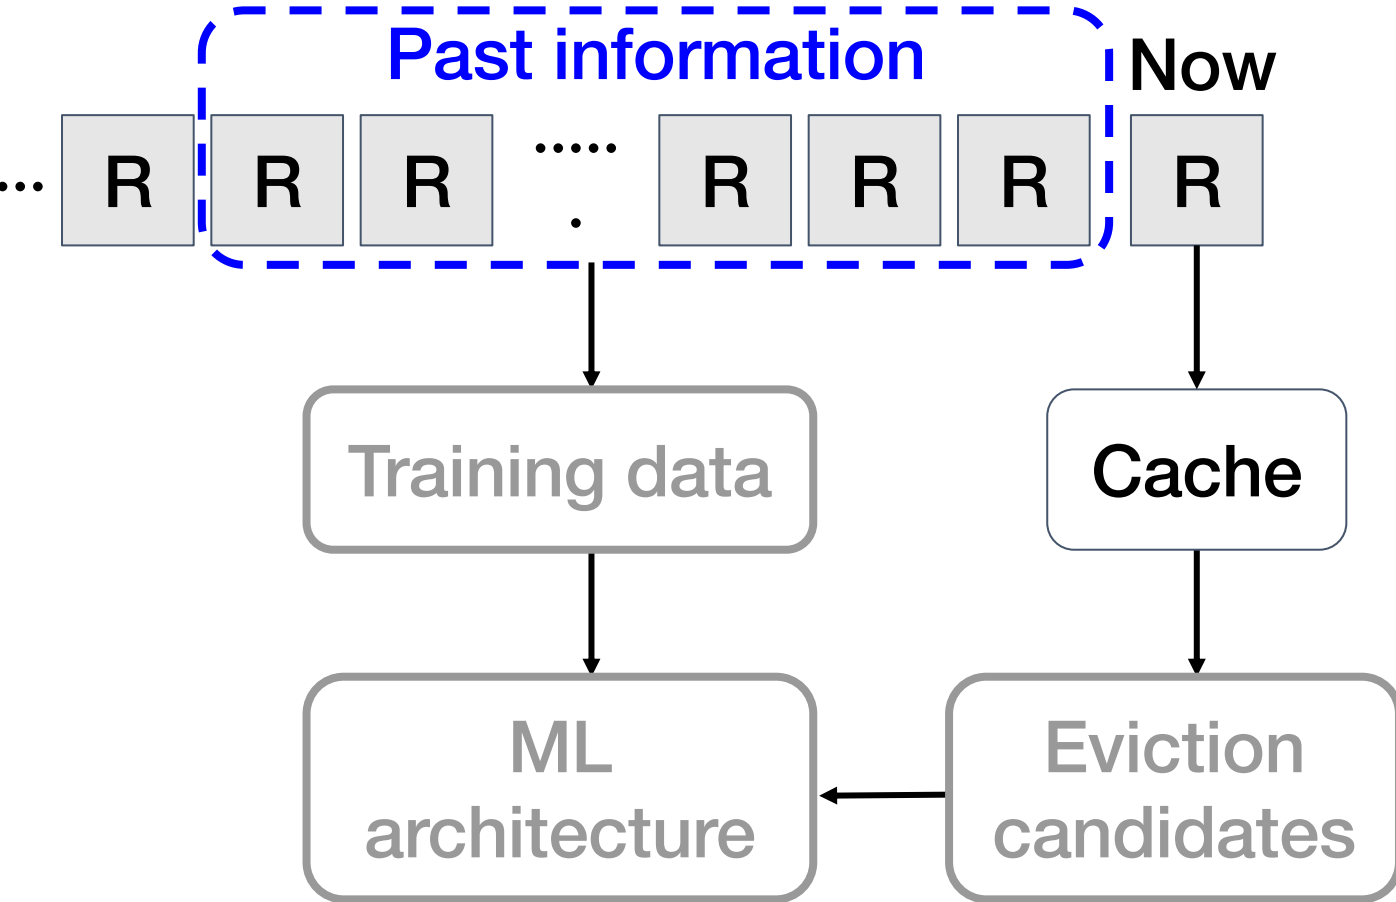 Past information
Now
... R R R ..... R R R R
.
Training data
Cache
ML
architecture
Eviction
candidates